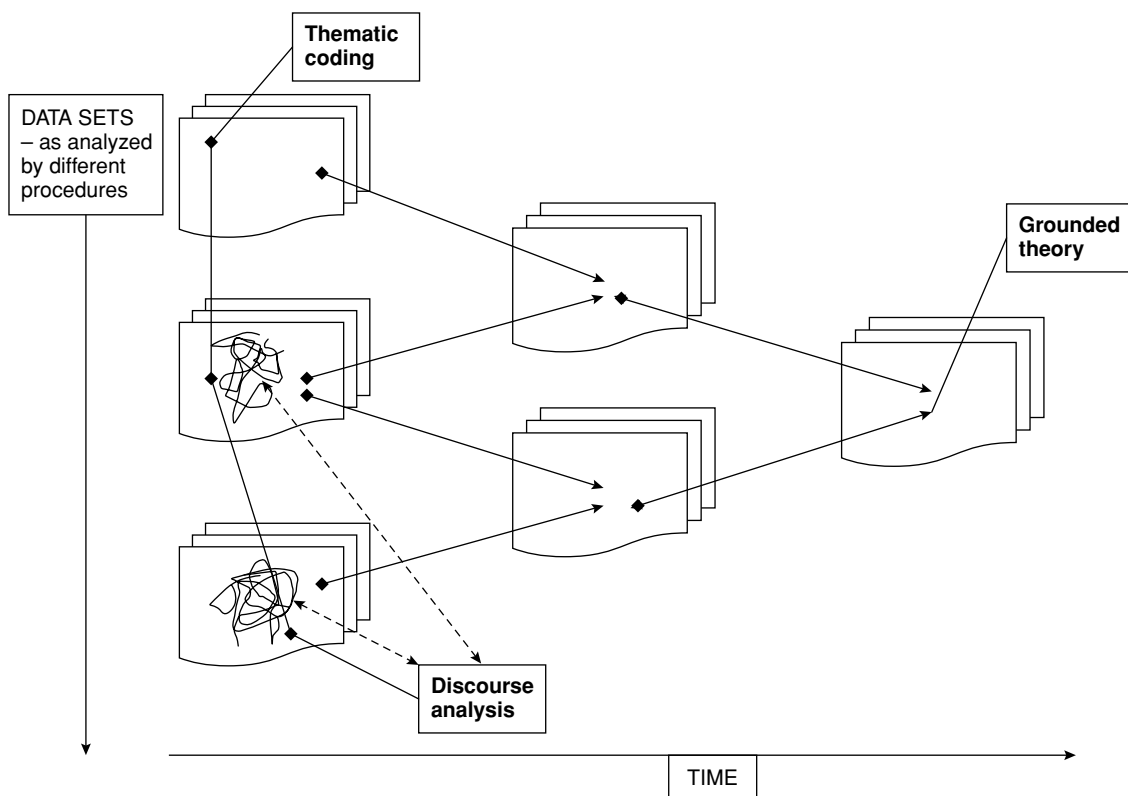 Thematic
coding
DATA SETS
– as analyzed
by different
procedures
Grounded
theory
Discourse
analysis
TIME